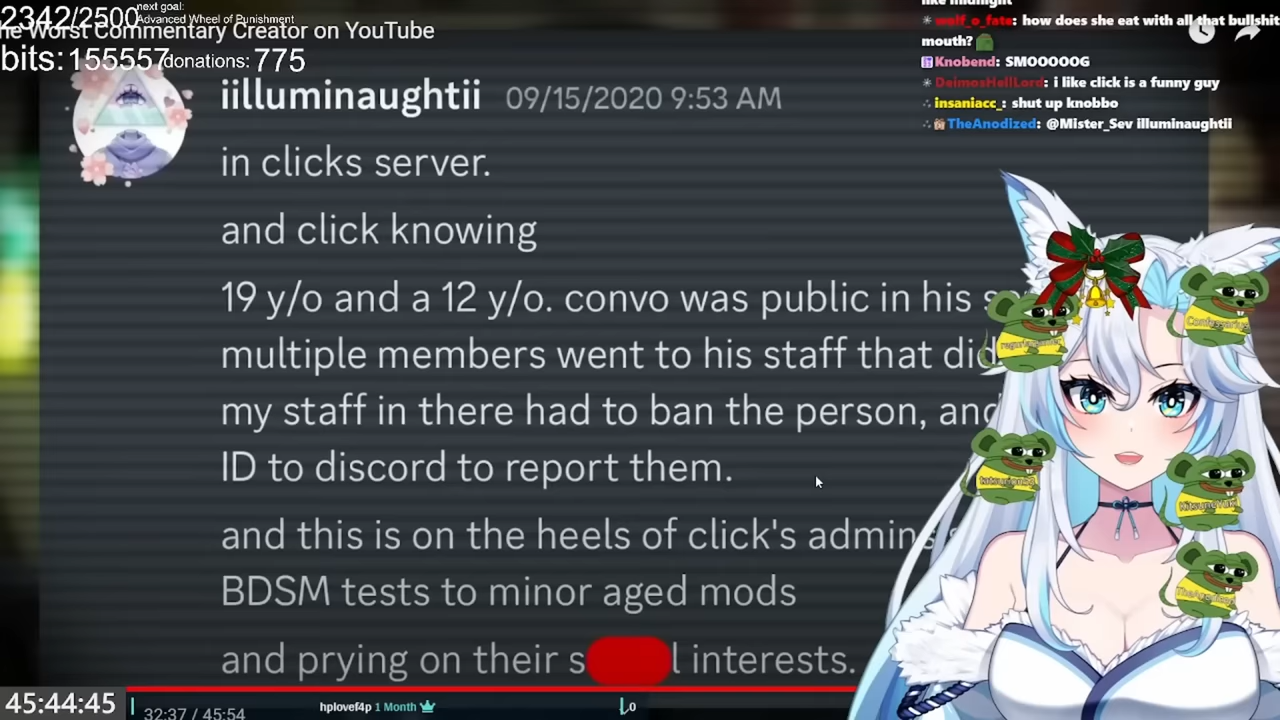 2342/2500 next goal:
Advanced Wheel of Punishment
he Worst Commentary Creator on YouTube
bits: 155557 donations: 775
like midnight
wolf_o_fate: how does she eat with all that bullshit
mouth?
Knobend: SMOOOOOG
DeimosHellLord: i like click is a funny guy
insaniacc_: shut up knobbo
TheAnodized: @Mister_Sev illuminaughtii
iilluminaughtii 09/15/2020 9:53 AM
in clicks server.
and click knowing
19 y/o and a 12 y/o. convo was public in his s
multiple members went to his staff that did
my staff in there had to ban the person, and
ID to discord to report them.
and this is on the heels of click's admins
BDSM tests to minor aged mods
and prying on their s l interests.
45:44:45
32:37 / 45:54
hplovef4p 1 Month
0